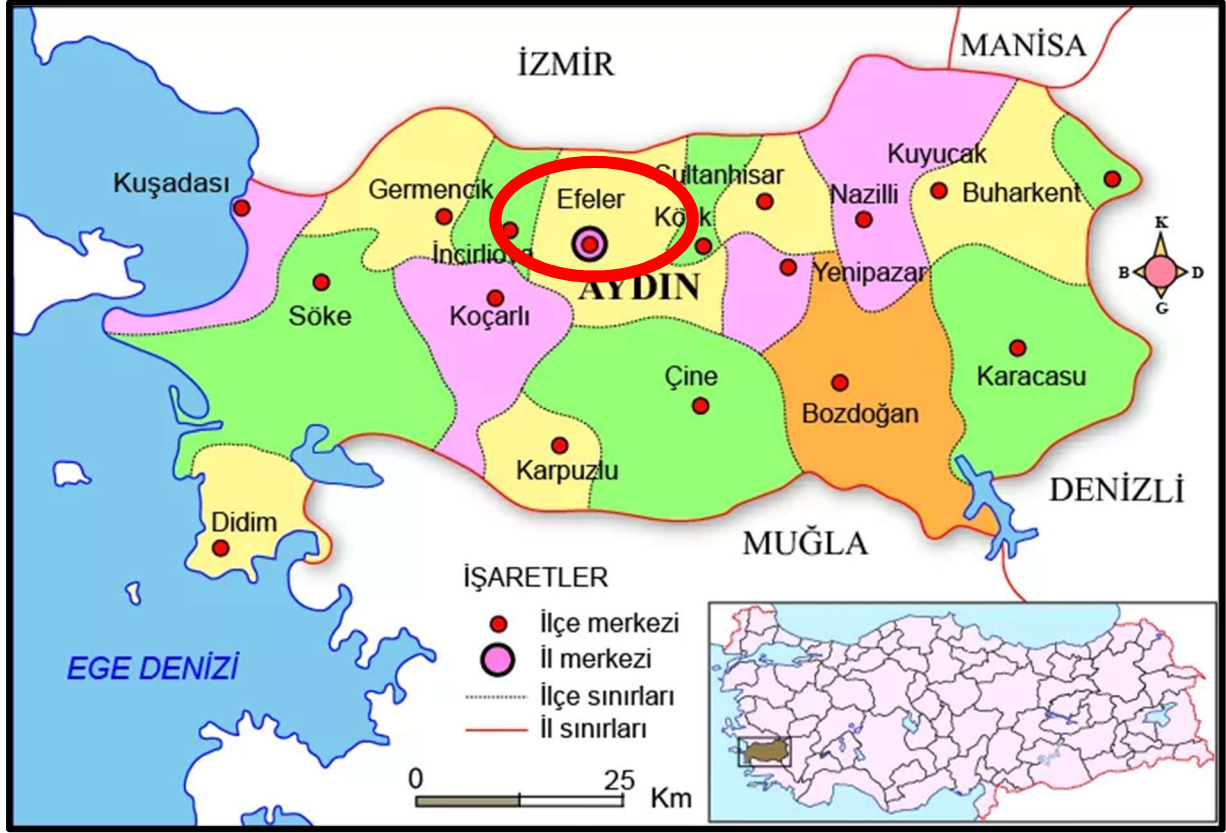 İZMİR
MANİSA
Kuşadası
Germencik
Efeler
Sultanhisar
Kuyucak
Buharkent
Nazilli
Köşk
İncirliova
AYDIN
Yenipazar
Söke
Koçarlı
Çine
Bozdoğan
Karacasu
Karpuzlu
Didim
K
B
D
G
DENİZLİ
MUĞLA
EGE DENİZİ
İŞARETLER
İlçe merkezi
İl merkezi
İlçe sınırları
İl sınırları
0 25 Km